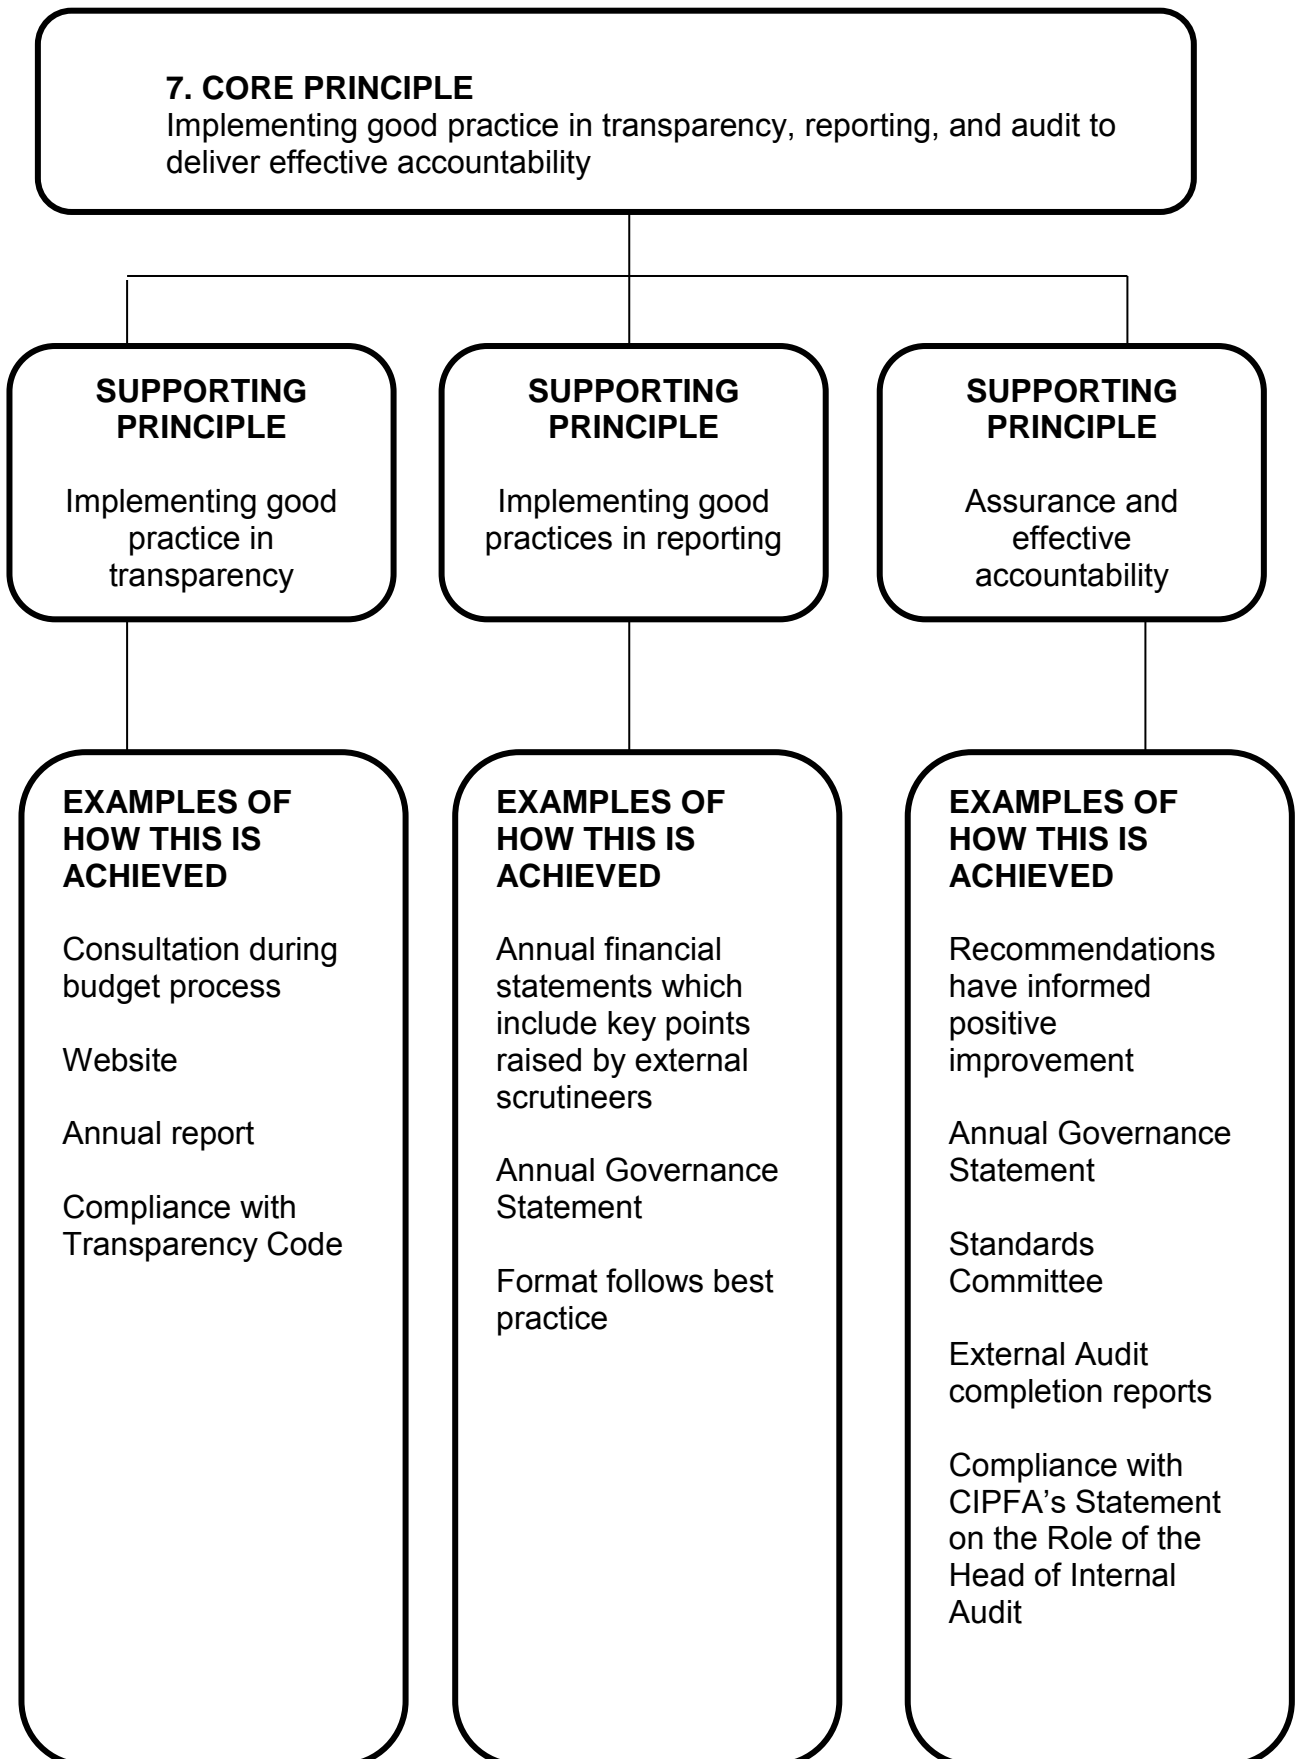 7. CORE PRINCIPLE
Implementing good practice in transparency, reporting, and audit to
deliver effective accountability
SUPPORTING
PRINCIPLE
Implementing good
practice in
transparency
SUPPORTING
PRINCIPLE
Implementing good
practices in reporting
SUPPORTING
PRINCIPLE
Assurance and
effective
accountability
EXAMPLES OF
HOW THIS IS
ACHIEVED
Consultation during
budget process
Website
Annual report
Compliance with
Transparency Code
EXAMPLES OF
HOW THIS IS
ACHIEVED
Annual financial
statements which
include key points
raised by external
scrutineers
Annual Governance
Statement
Format follows best
practice
EXAMPLES OF
HOW THIS IS
ACHIEVED
Recommendations
have informed
positive
improvement
Annual Governance
Statement
Standards
Committee
External Audit
completion reports
Compliance with
CIPFA’s Statement
on the Role of the
Head of Internal
Audit